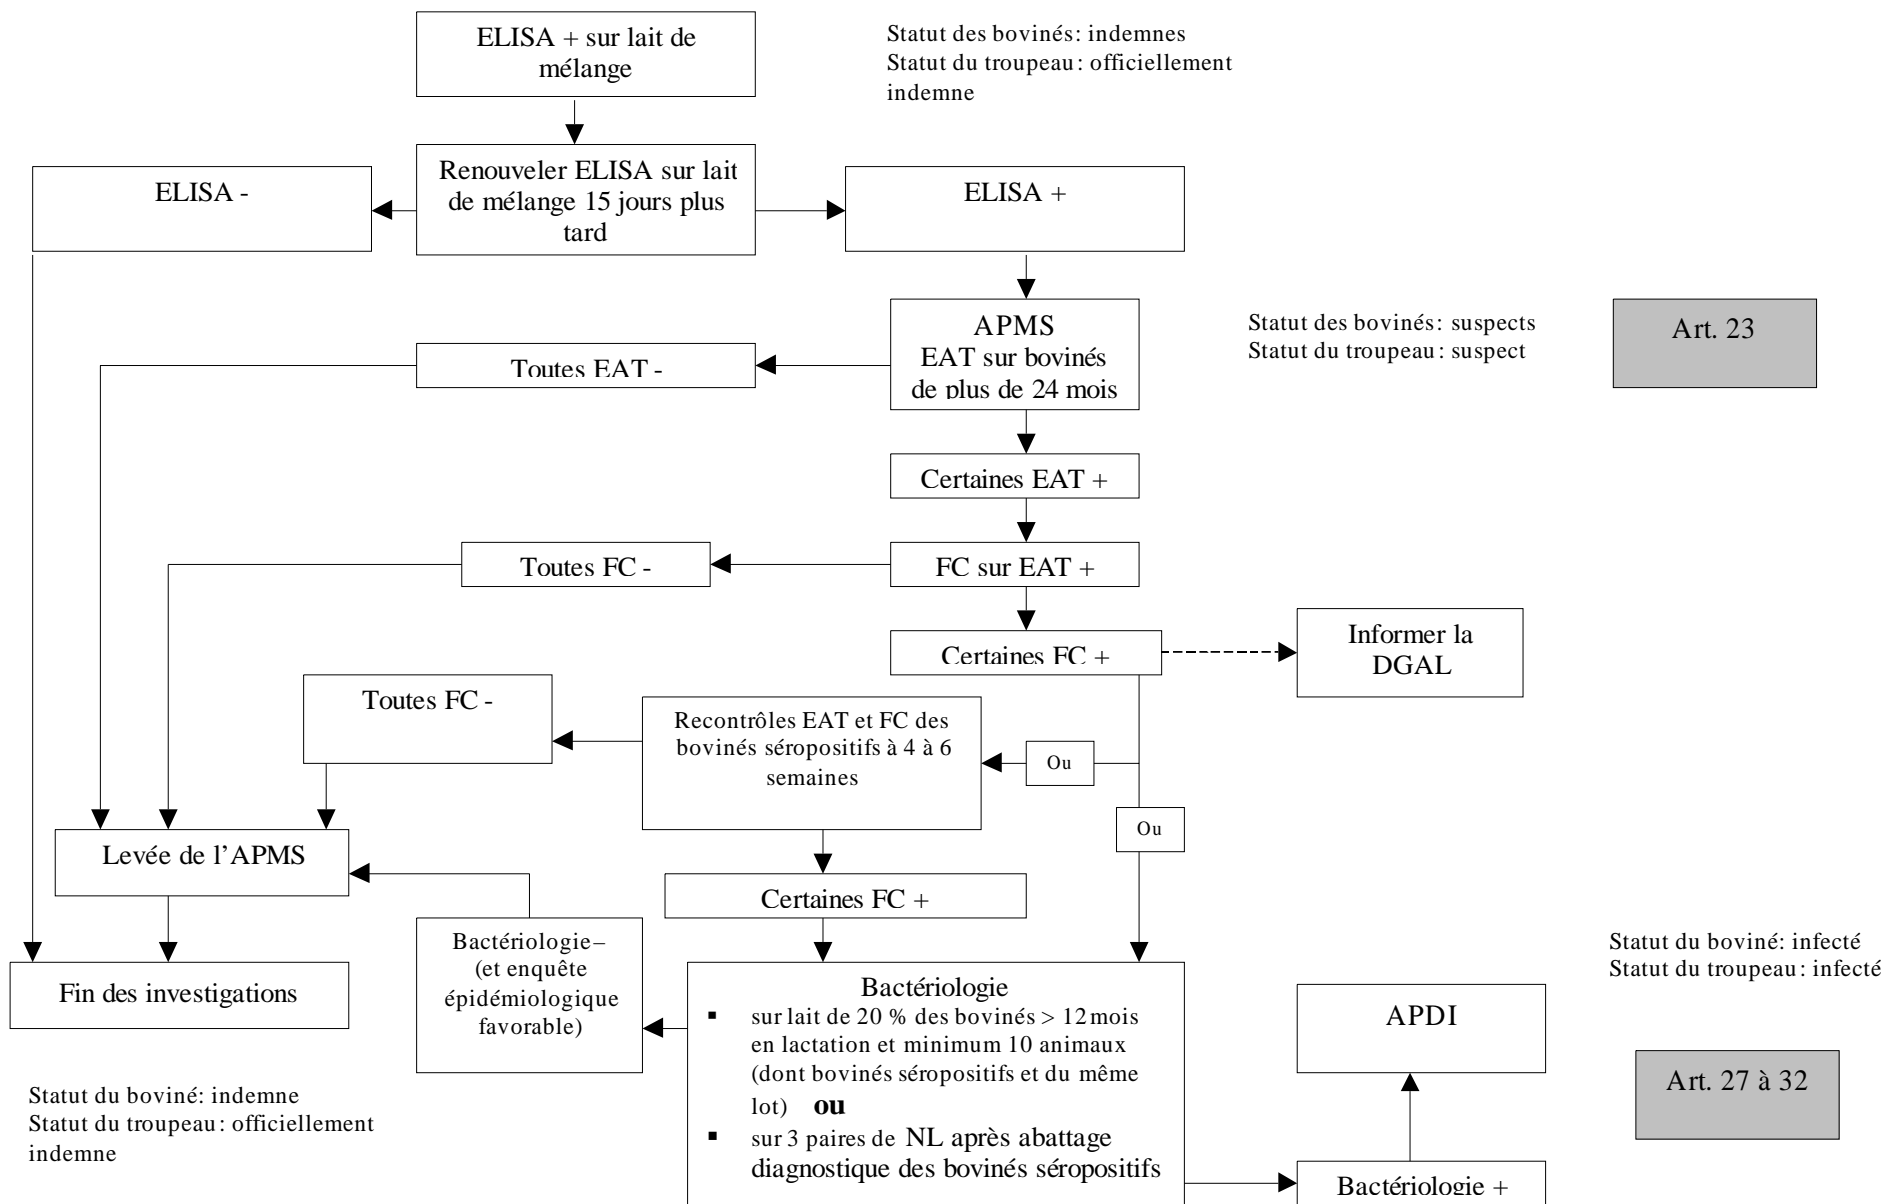 ELISA + sur lait de
mélange
Statut des bovinés: indemnes
Statut du troupeau: officiellement
indemne
ELISA -
Renouveler ELISA sur lait
de mélange 15 jours plus
tard
ELISA +
APMS
EAT sur bovinés
de plus de 24 mois
Statut des bovinés: suspects
Statut du troupeau: suspect
Art. 23
Toutes EAT -
Certaines EAT +
Toutes FC -
FC sur EAT +
Certaines FC +
Informer la
DGAL
Toutes FC -
Recontrôles EAT et FC des
bovinés séropositifs à 4 à 6
semaines
Ou
Ou
Levée de l’APMS
Certaines FC +
Bactériologie–
(et enquête
épidémiologique
favorable)
Fin des investigations
Bactériologie
▪ sur lait de 20 % des bovinés > 12 mois
en lactation et minimum 10 animaux
(dont bovinés séropositifs et du même
lot) ou
▪ sur 3 paires de NL après abattage
diagnostique des bovinés séropositifs
Statut du boviné: infecté
Statut du troupeau: infecté
APDI
Art. 27 à 32
Statut du boviné: indemne
Statut du troupeau: officiellement
indemne
Bactériologie +